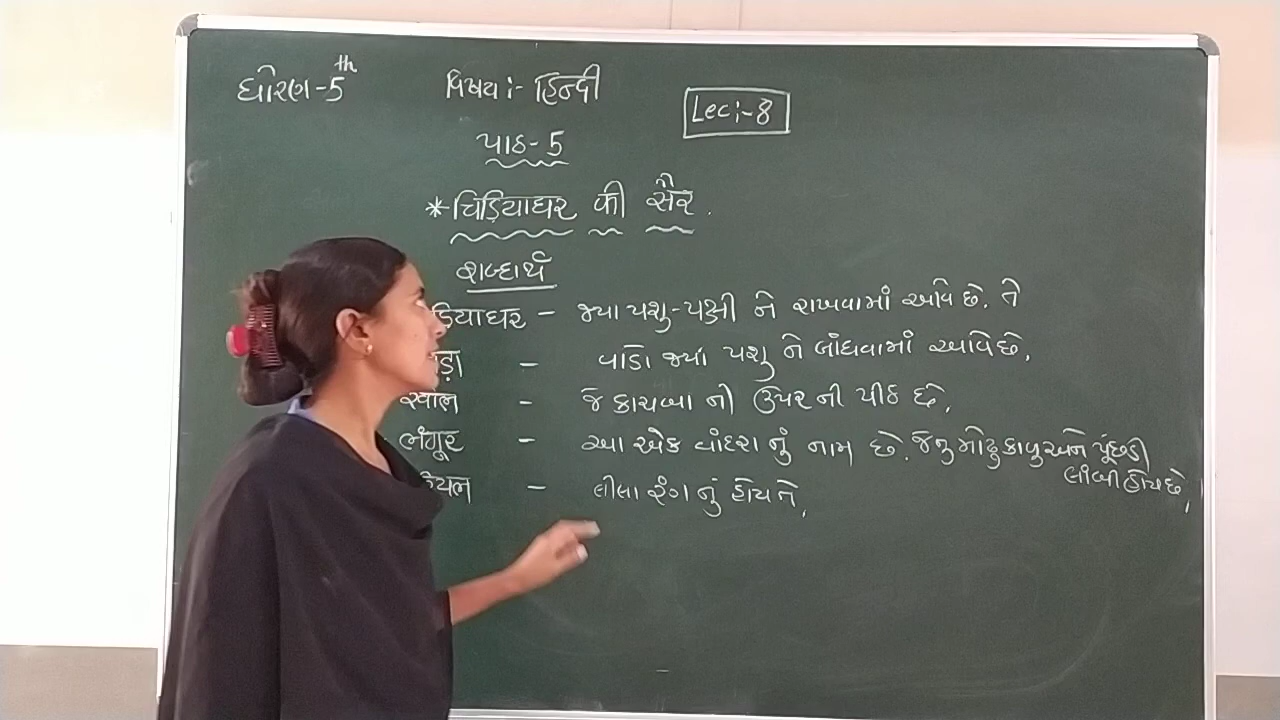 ધોરણ-5th
વિષય:- हिन्दी
Lec:-8
પાઠ-5
*चिड़ियाघर की सैर.
शब्दार्थ
ड़ियाघर - જ્યા પશુ-પક્ષી ને રાખવામાં આવે છે. તે
ड़ा - વાડો જ્યાં પશુ ને બાંધવામાં આવે છે.
खोल - જે કાચબા ની ઉપર ની પીઠ છે.
लंगूर - આ એક વાંદરા નું નામ છે. જેનુ મોઢુ કાળુ અને પૂંછડી
લાંબી હોય છે.
रियल - લીલા રંગ નું હોય તે.